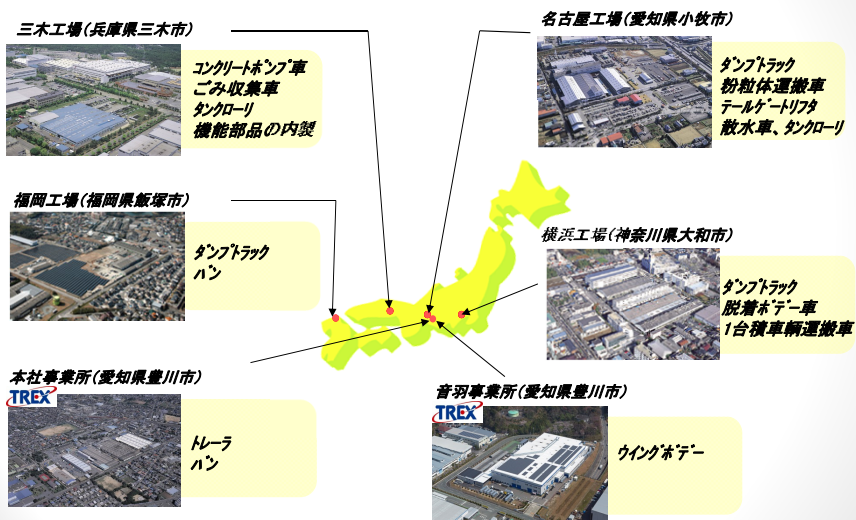 三木工場(兵庫県三木市)
コンクリートポンプ車
ごみ収集車
タンクローリ
機能部品の内製
名古屋工場(愛知県小牧市)
ダンプトラック
粉粒体運搬車
テールゲートリフタ
散水車、タンクローリ
福岡工場(福岡県飯塚市)
ダンプトラック
バン
横浜工場(神奈川県大和市)
ダンプトラック
脱着ボデー車
1台積車輌運搬車
本社事業所(愛知県豊川市)
TREX
トレーラ
バン
音羽事業所(愛知県豊川市)
TREX
ウイングボデー